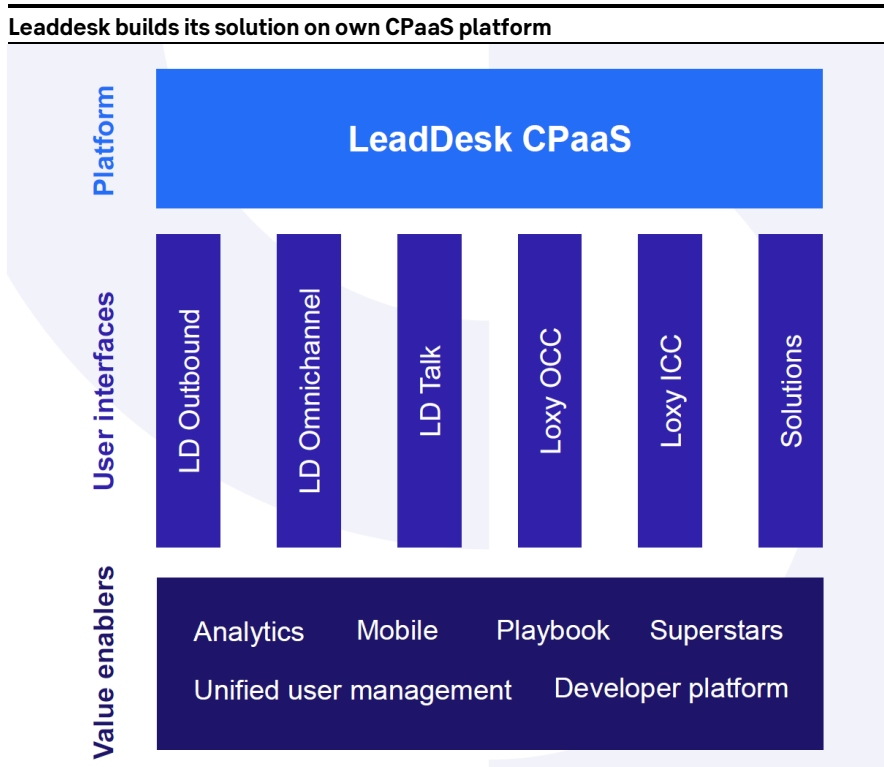 Leaddesk builds its solution on own CPaaS platform
Platform
LeadDesk CPaaS
User interfaces
LD Outbound
LD Omnichannel
LD Talk
Loxy OCC
Loxy ICC
Solutions
Value enablers
Analytics Mobile Playbook Superstars
Unified user management Developer platform